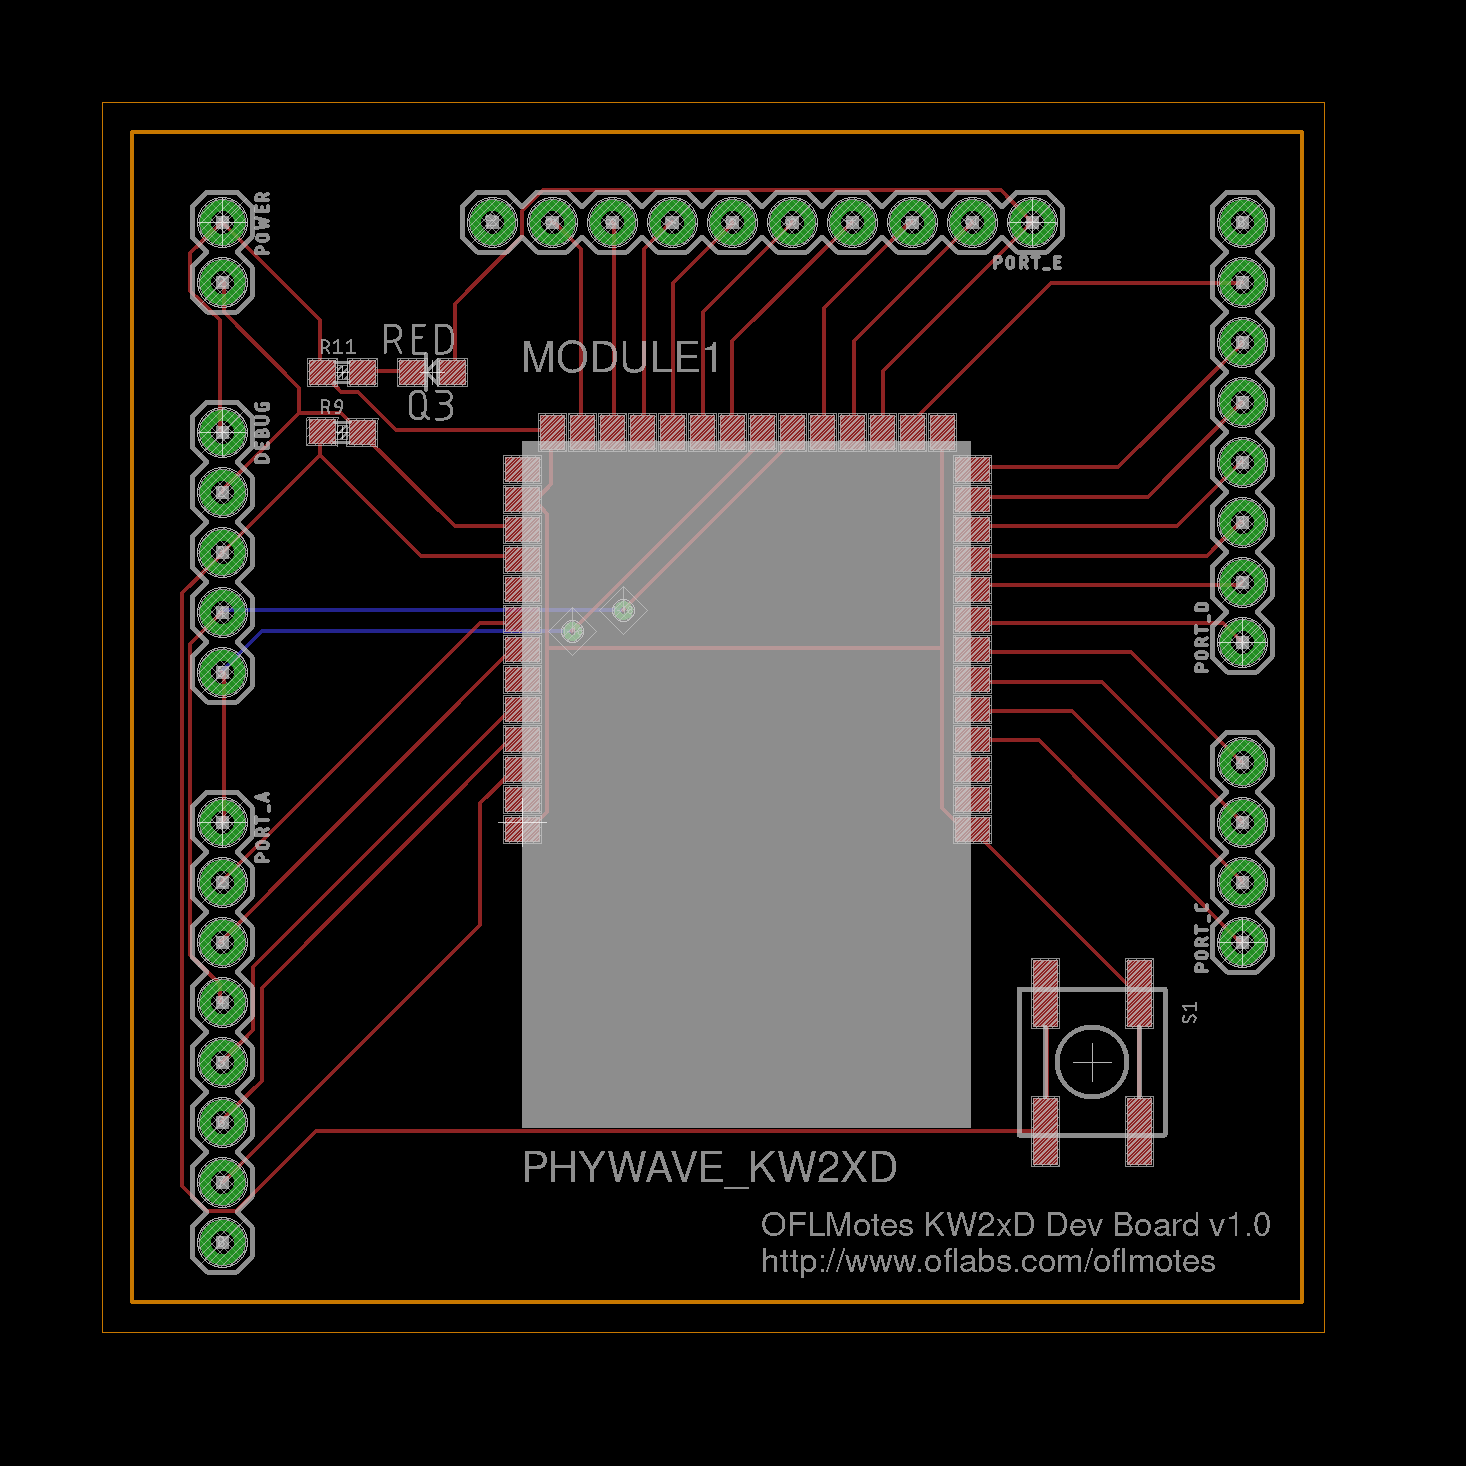 POWER
PORT_E
R11
RED
MODULE1
R9
Q3
DEBUG
PORT_D
PORT_A
PORT_C
S1
PHYWAVE_KW2XD
OFLMotes KW2xD Dev Board v1.0
http://www.oflabs.com/oflmotes